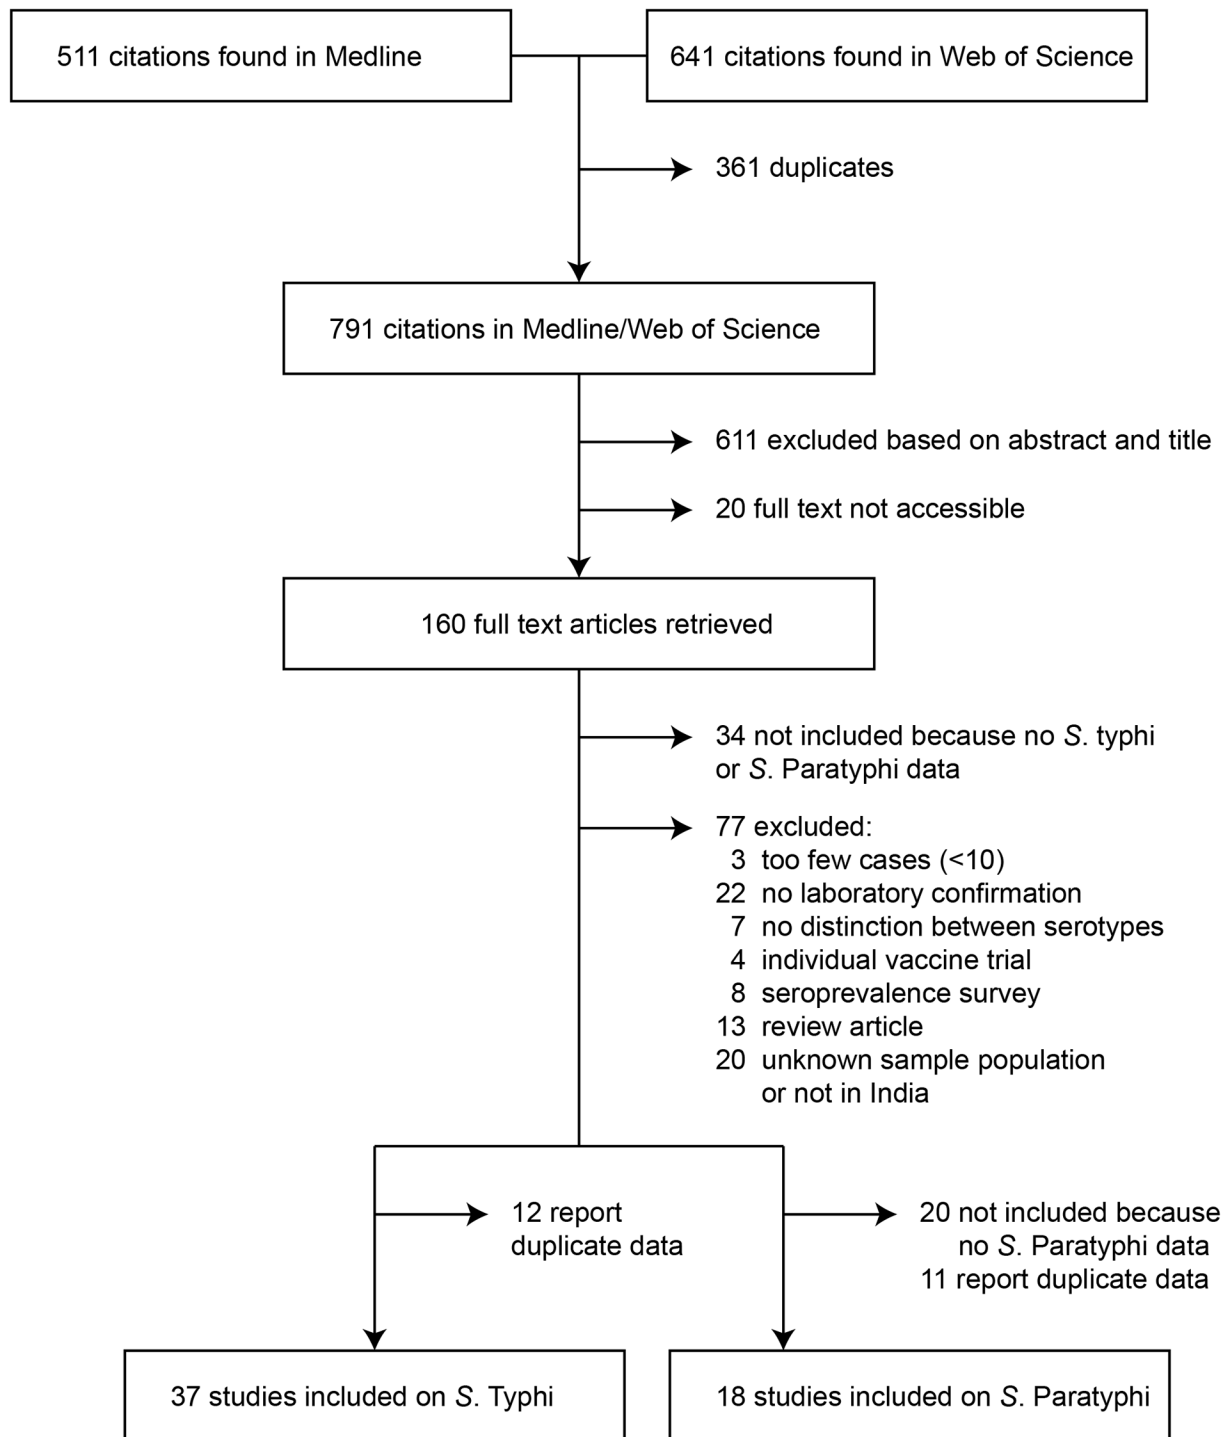 511 citations found in Medline
641 citations found in Web of Science
361 duplicates
791 citations in Medline/Web of Science
611 excluded based on abstract and title
20 full text not accessible
160 full text articles retrieved
34 not included because no S. typhi
or S. Paratyphi data
77 excluded:
3 too few cases (<10)
22 no laboratory confirmation
7 no distinction between serotypes
4 individual vaccine trial
8 seroprevalence survey
13 review article
20 unknown sample population
or not in India
12 report
duplicate data
20 not included because
no S. Paratyphi data
11 report duplicate data
37 studies included on S. Typhi
18 studies included on S. Paratyphi